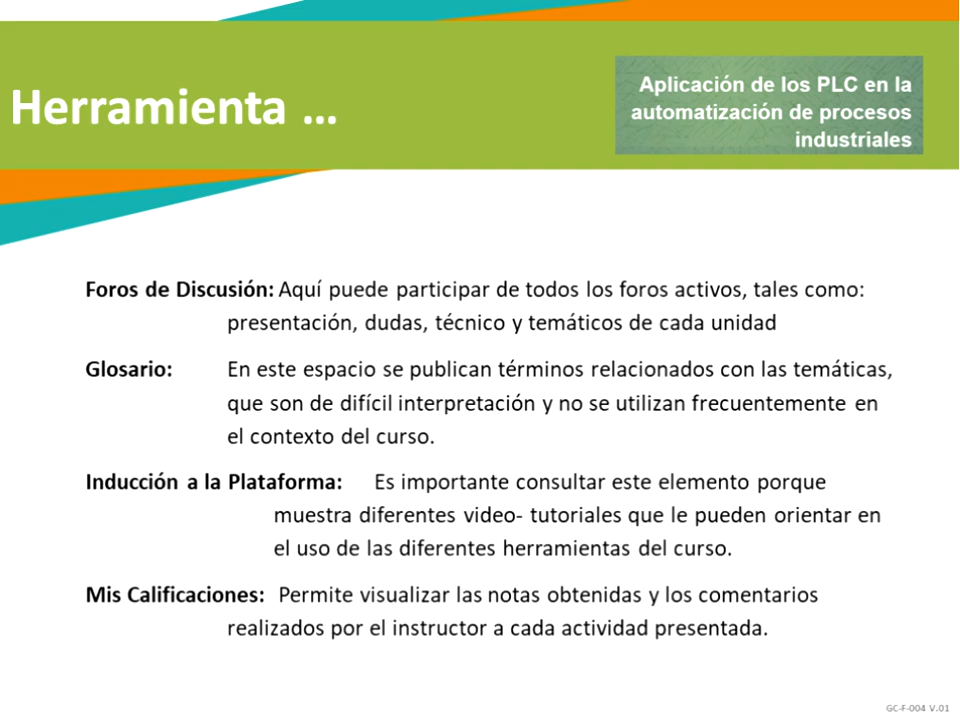 Herramienta ...
Aplicación de los PLC en la
automatización de procesos
industriales
Foros de Discusión: Aquí puede participar de todos los foros activos, tales como:
presentación, dudas, técnico y temáticos de cada unidad
Glosario: En este espacio se publican términos relacionados con las temáticas,
que son de difícil interpretación y no se utilizan frecuentemente en
el contexto del curso.
Inducción a la Plataforma: Es importante consultar este elemento porque
muestra diferentes video- tutoriales que le pueden orientar en
el uso de las diferentes herramientas del curso.
Mis Calificaciones: Permite visualizar las notas obtenidas y los comentarios
realizados por el instructor a cada actividad presentada.
GC-F-004 V.01